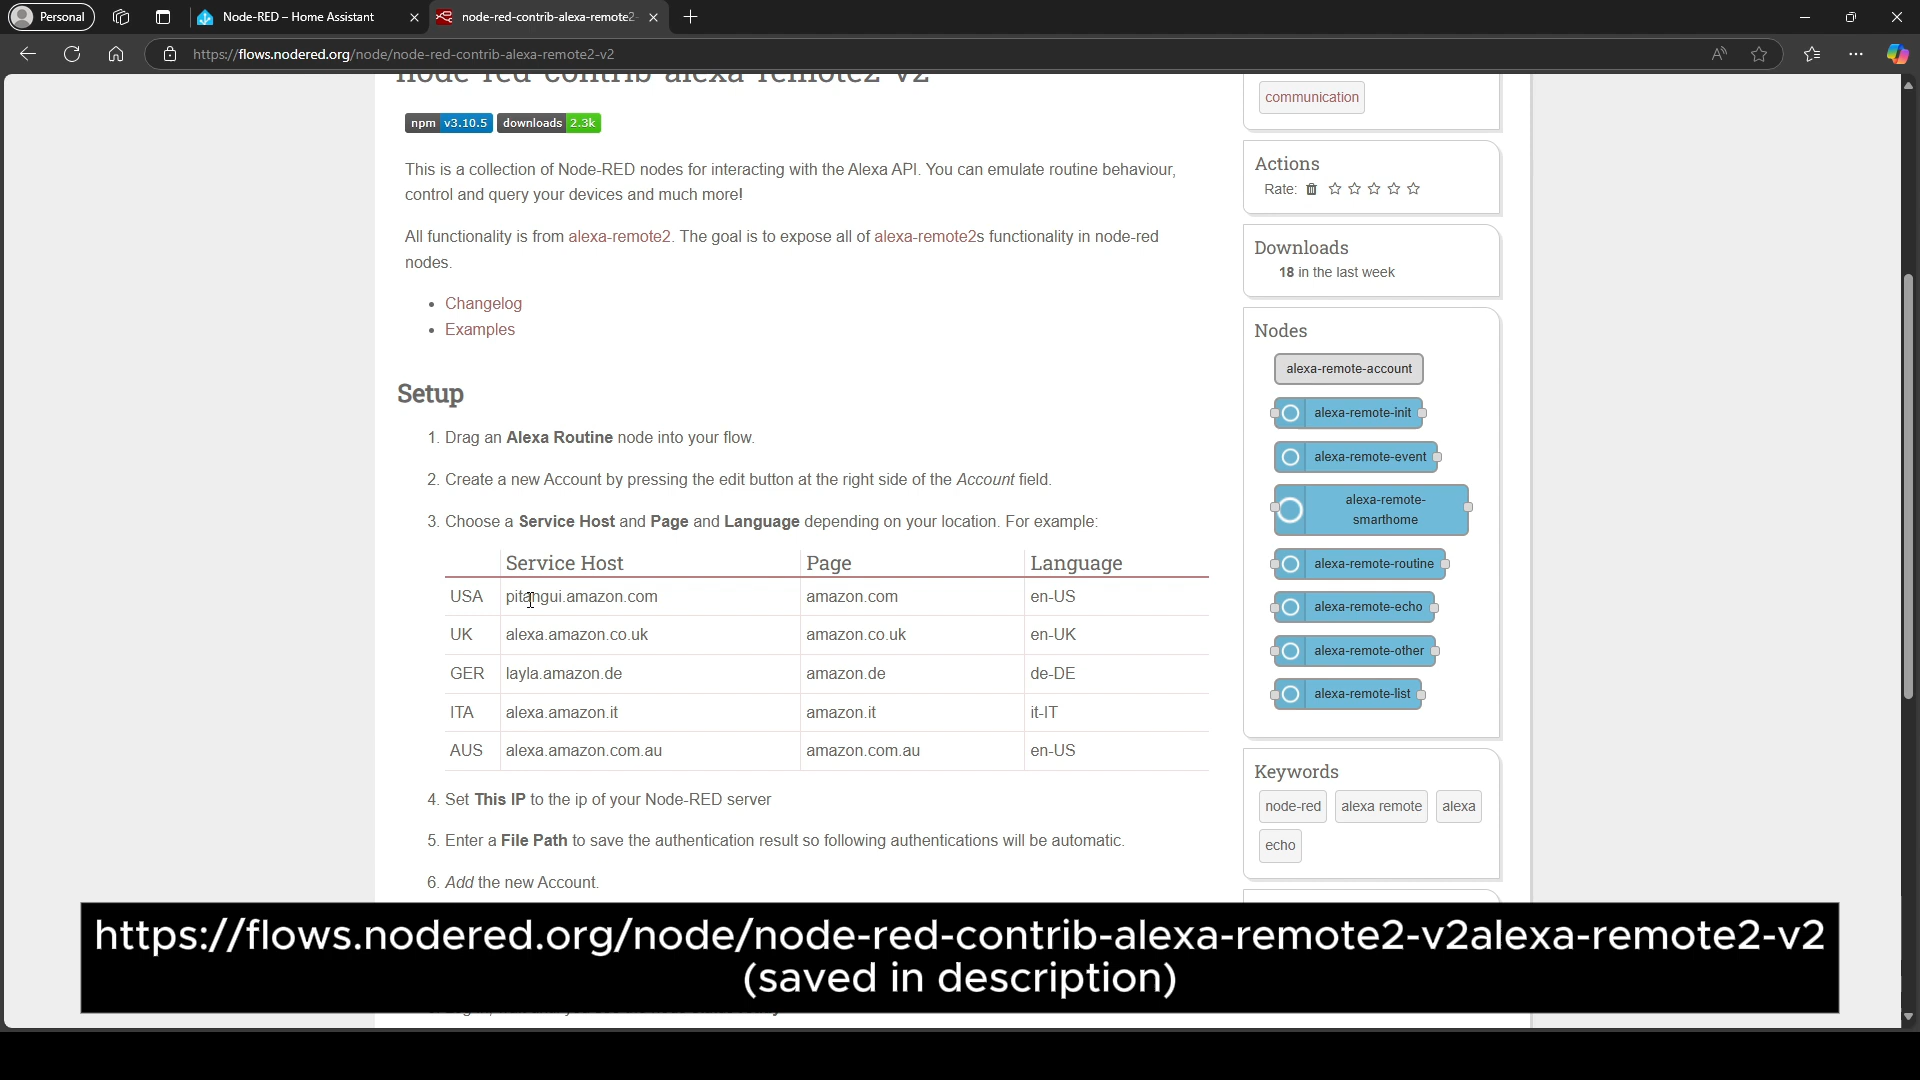 Personal
Node-RED – Home Assistant
node-red-contrib-alexa-remote2-
https://flows.nodered.org/node/node-red-contrib-alexa-remote2-v2
node-red-contrib-alexa-remote2-v2
npm v3.10.5 downloads 2.3k
This is a collection of Node-RED nodes for interacting with the Alexa API. You can emulate routine behaviour,
control and query your devices and much more!
All functionality is from alexa-remote2. The goal is to expose all of alexa-remote2s functionality in node-red
nodes.
• Changelog
• Examples
Setup
1. Drag an Alexa Routine node into your flow.
2. Create a new Account by pressing the edit button at the right side of the Account field.
3. Choose a Service Host and Page and Language depending on your location. For example:
Service Host Page Language
USA pitangui.amazon.com amazon.com en-US
UK alexa.amazon.co.uk amazon.co.uk en-UK
GER layla.amazon.de amazon.de de-DE
ITA alexa.amazon.it amazon.it it-IT
AUS alexa.amazon.com.au amazon.com.au en-US
4. Set This IP to the ip of your Node-RED server
5. Enter a File Path to save the authentication result so following authentications will be automatic.
6. Add the new Account.
communication
Actions
Rate:
Downloads
18 in the last week
Nodes
alexa-remote-account
alexa-remote-init
alexa-remote-event
alexa-remote-
smarthome
alexa-remote-routine
alexa-remote-echo
alexa-remote-other
alexa-remote-list
Keywords
node-red alexa remote alexa
echo
https://flows.nodered.org/node/node-red-contrib-alexa-remote2-v2alexa-remote2-v2
(saved in description)